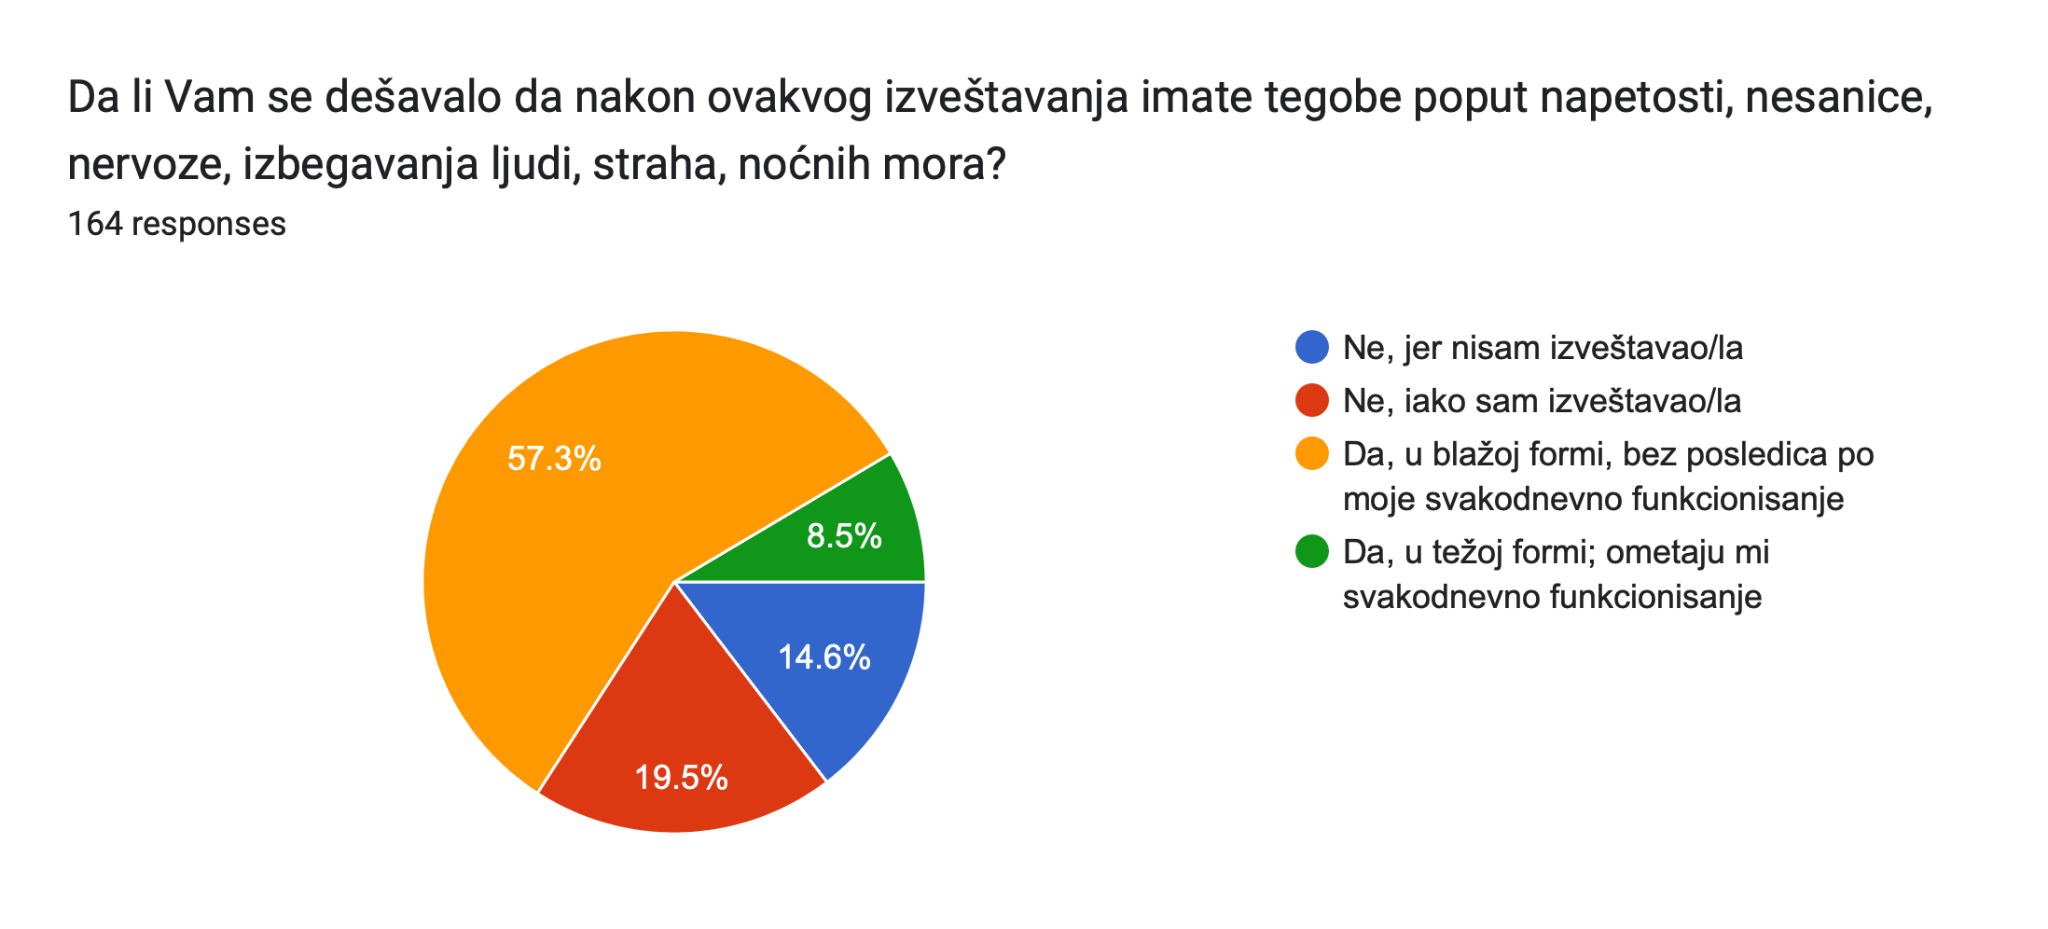 Da li Vam se dešavalo da nakon ovakvog izveštavanja imate tegobe poput napetosti, nesanice,
nervoze, izbegavanja ljudi, straha, noćnih mora?
164 responses
57.3%
8.5%
14.6%
19.5%
Ne, jer nisam izveštavao/la
Ne, iako sam izveštavao/la
Da, u blažoj formi, bez posledica po
moje svakodnevno funkcionisanje
Da, u težoj formi; ometaju mi
svakodnevno funkcionisanje